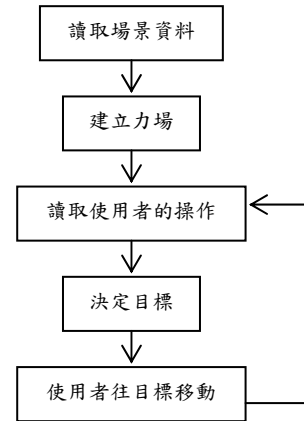 讀取場景資料
建立力場
讀取使用者的操作
決定目標
使用者往目標移動